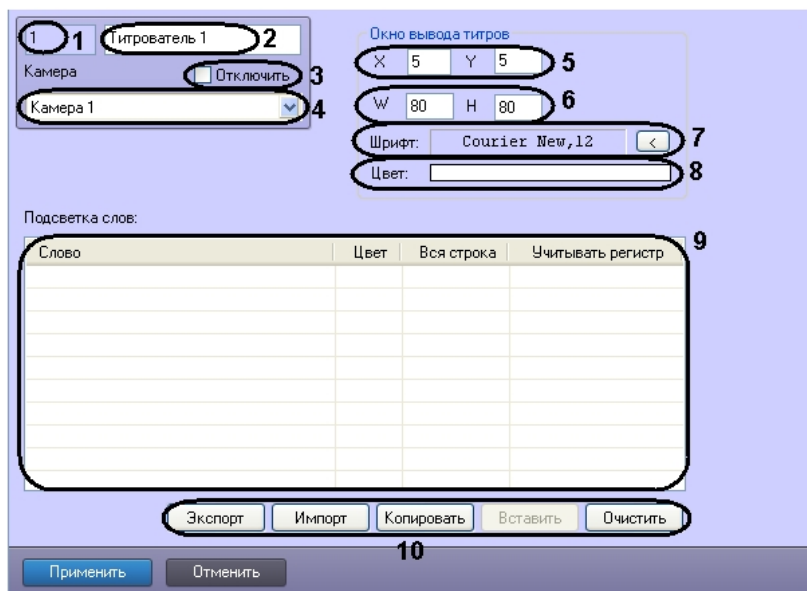 1 1 Титрователь 1 2
Камера Отключить 3
Камера 1 4
Окно вывода титров
X 5 Y 5 5
W 80 H 80 6
Шрифт: Courier New,12 < 7
Цвет: 8
Подсветка слов:
9
Слово Цвет Вся строка Учитывать регистр
Экспорт Импорт Копировать Вставить Очистить
10
Применить Отменить